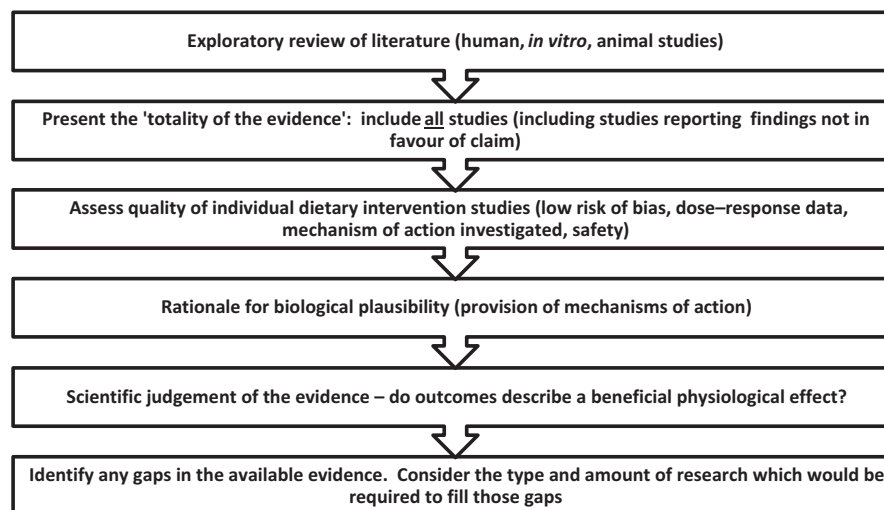 Exploratory review of literature (human, in vitro, animal studies)
Present the 'totality of the evidence': include all studies (including studies reporting findings not in
favour of claim)
Assess quality of individual dietary intervention studies (low risk of bias, dose–response data,
mechanism of action investigated, safety)
Rationale for biological plausibility (provision of mechanisms of action)
Scientific judgement of the evidence – do outcomes describe a beneficial physiological effect?
Identify any gaps in the available evidence. Consider the type and amount of research which would be
required to fill those gaps